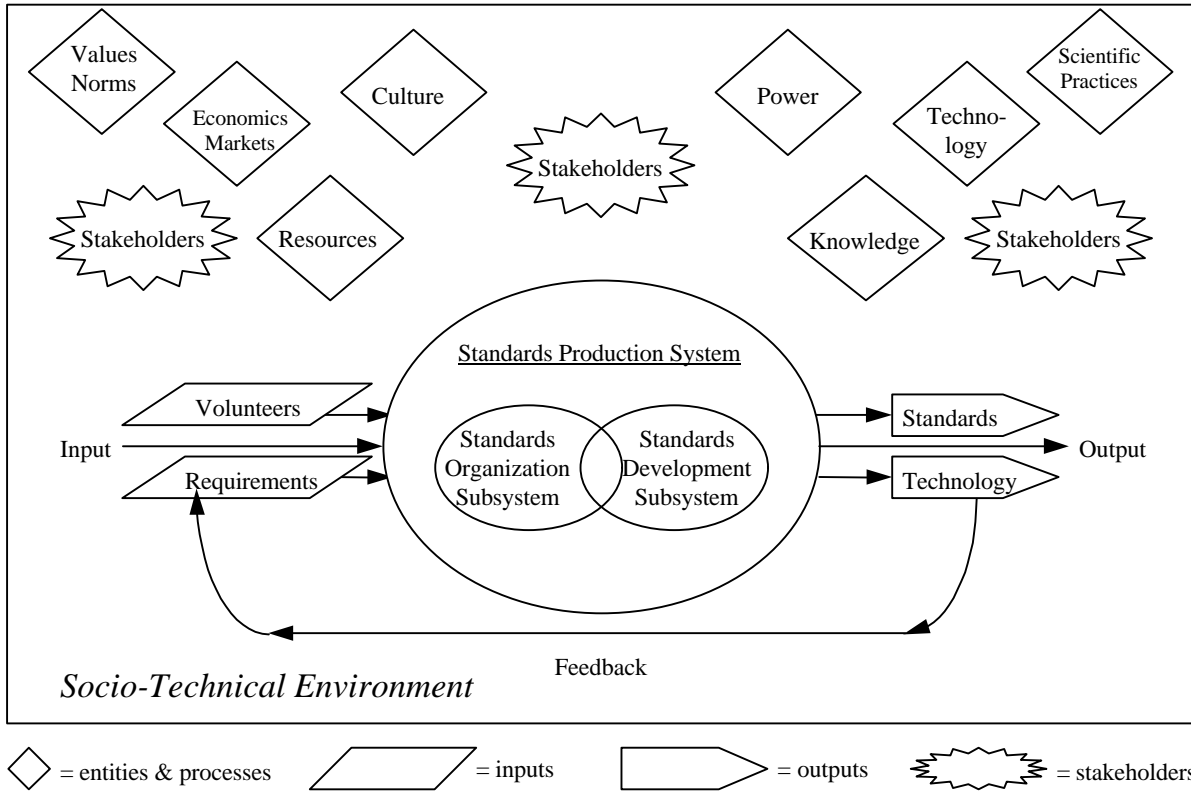 Values
Norms
Economics
Markets
Culture
Stakeholders
Power
Techno-
logy
Scientific
Practices
Stakeholders
Resources
Knowledge
Stakeholders
Standards Production System
Volunteers
Input
Requirements
Standards
Organization
Subsystem
Standards
Development
Subsystem
Standards
Output
Technology
Feedback
Socio-Technical Environment
= entities & processes
= inputs
= outputs
= stakeholders